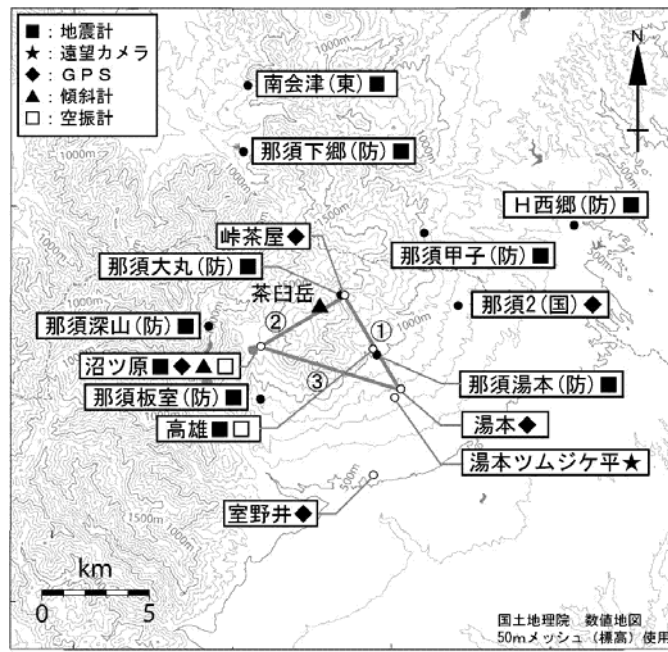 ■：地震計
★：遠望カメラ
◆：ＧＰＳ
▲：傾斜計
□：空振計
N
1000m
1000m
南会津(東)■
那須下郷(防)■
Ｈ西郷(防)■
峠茶屋◆
那須甲子(防)■
那須大丸(防)■
茶臼岳
那須2(国)◆
那須深山(防)■
②
①
1000m
沼ツ原■◆▲□
③
那須湯本(防)■
那須板室(防)■
高雄■□
湯本◆
湯本ツムジケ平★
500m
室野井◆
1500m
1000m
km
0 5
国土地理院 数値地図
50mメッシュ（標高）使用